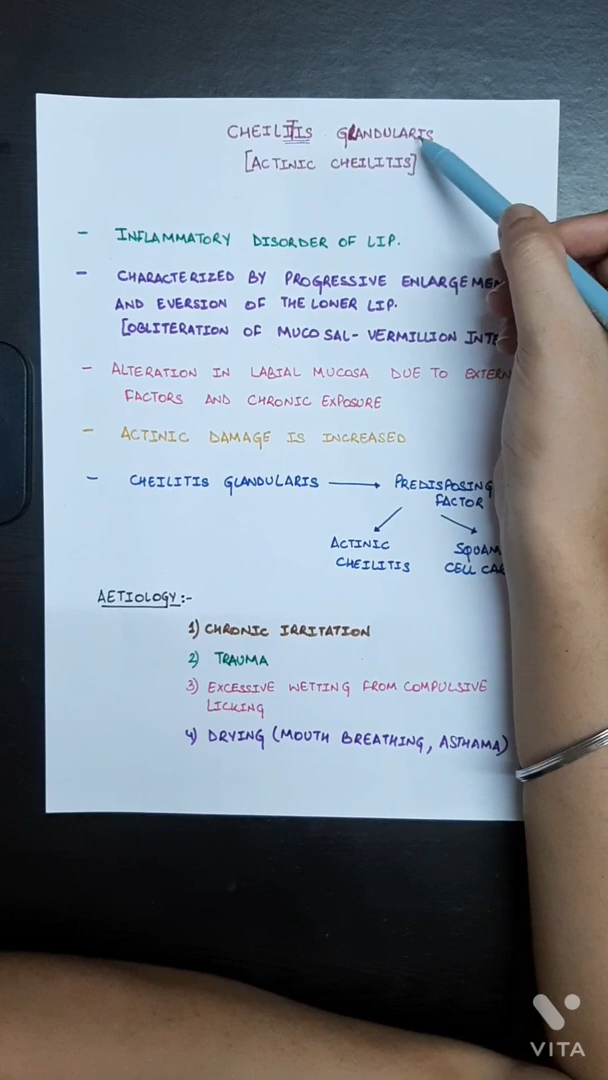 CHEILITIS GLANDULARIS
[ACTINIC CHEILITIS]
- INFLAMMATORY DISORDER OF LIP.
- CHARACTERIZED BY PROGRESSIVE
AND EVERSION OF THE LOWER LIP.
[OBLITERATION OF MUCOSAL-VERMILLION
- ALTERATION IN LABIAL MUCOSA DUE TO
FACTORS AND CHRONIC EXPOSURE
- ACTINIC DAMAGE IS INCREASED
- CHEILITIS GLANDULARIS → PREDISPOSING
FACTOR
ACTINIC
CHEILITIS
CELL
AETIOLOGY:-
1) CHRONIC IRRITATION
2) TRAUMA
3) EXCESSIVE WETTING FROM COMPULSIVE
LICKING
4) DRYING (MOUTH BREATHING, ASTHAMA)
VITA